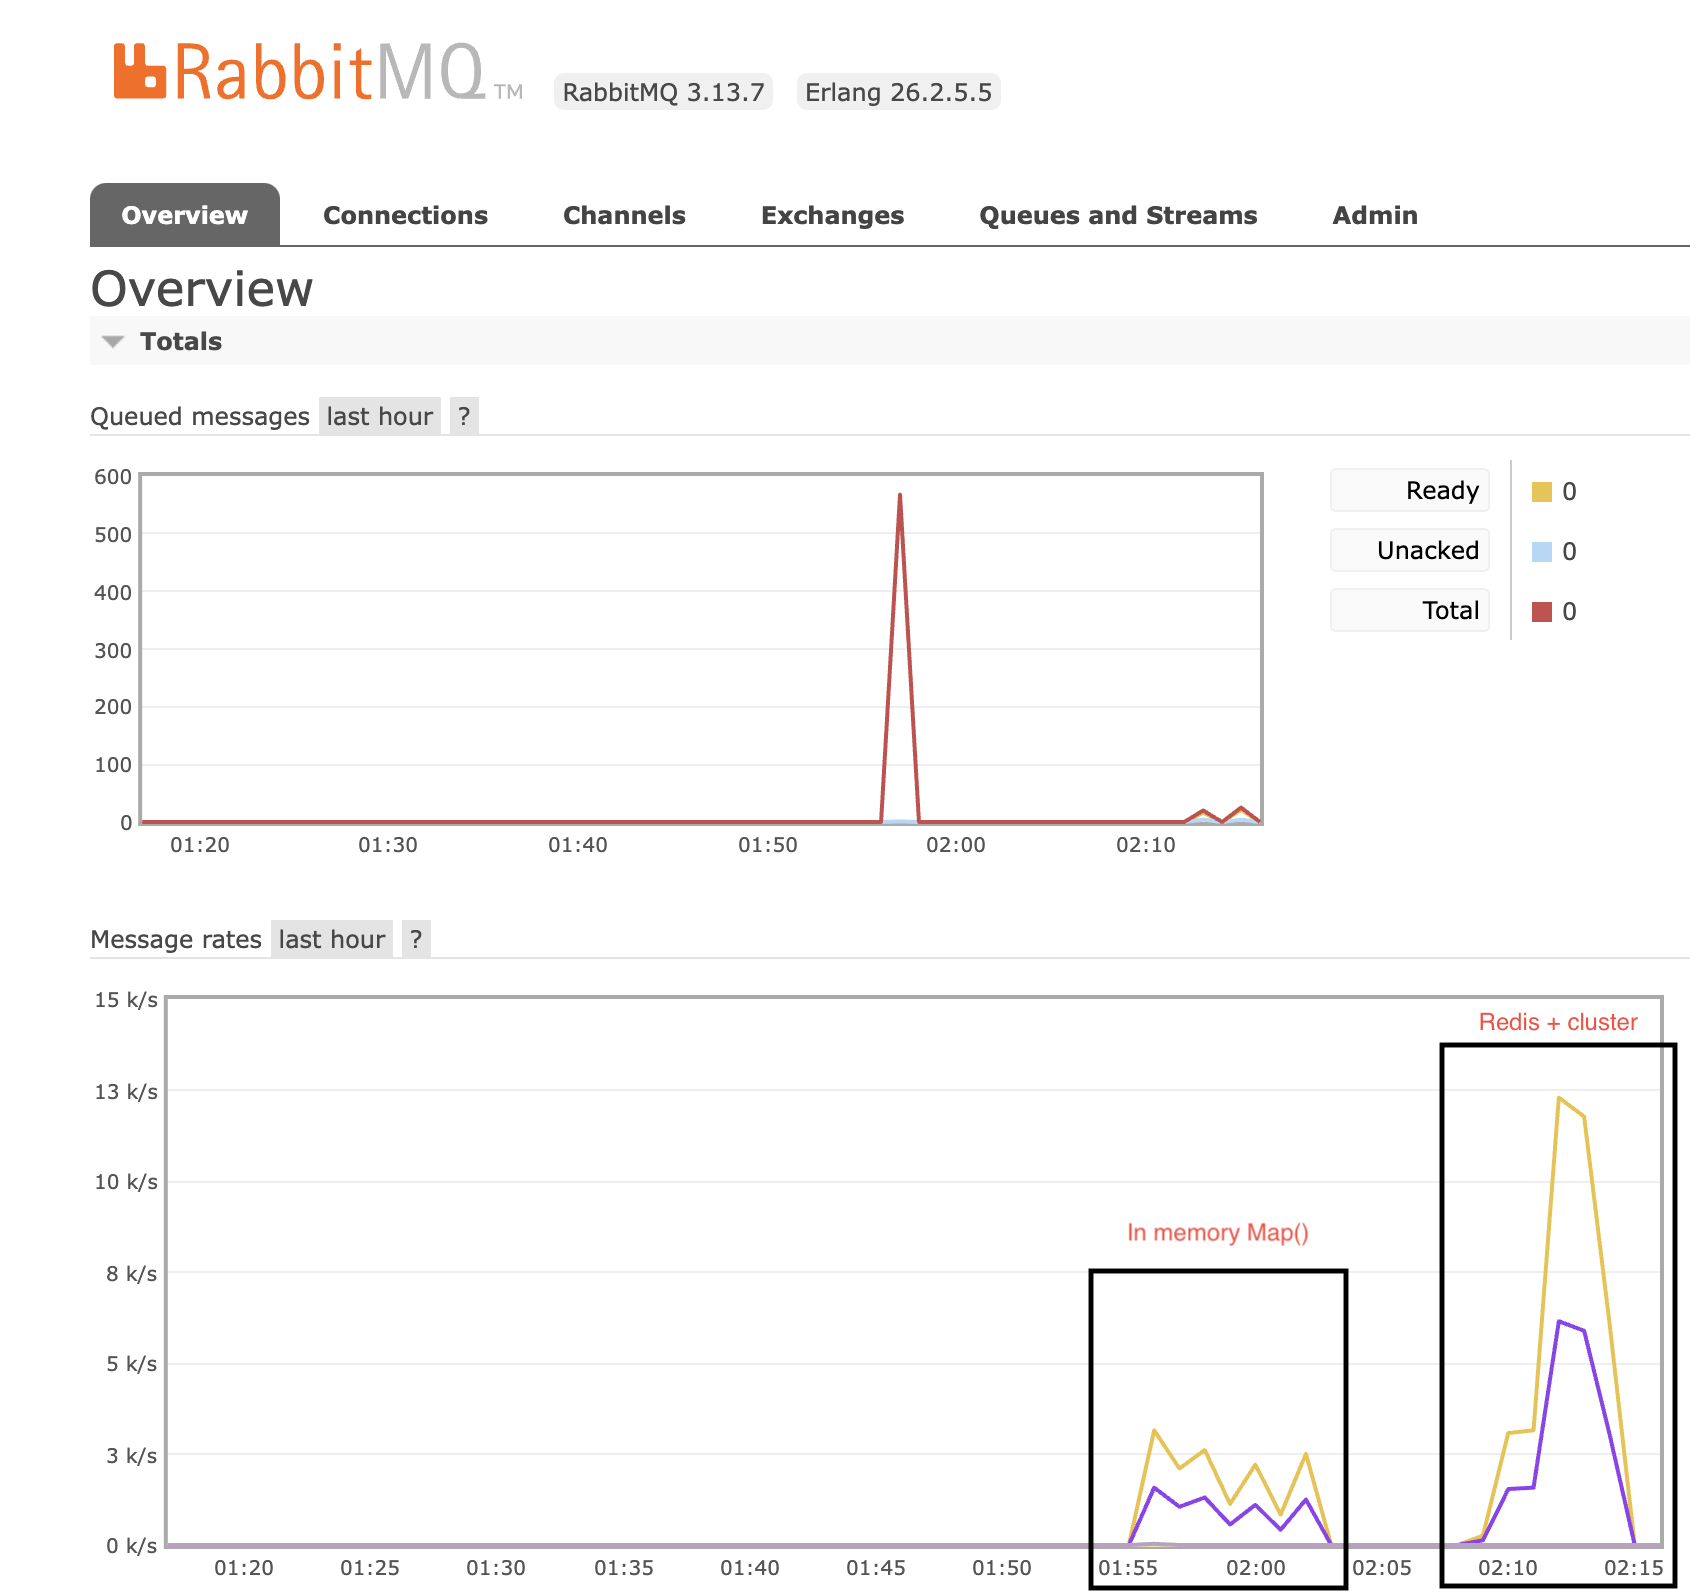 RabbitMQ TM RabbitMQ 3.13.7 Erlang 26.2.5.5
Overview Connections Channels Exchanges Queues and Streams Admin
Overview
Totals
Queued messages last hour ?
600
500
400
300
200
100
0
01:20 01:30 01:40 01:50 02:00 02:10
Ready 0
Unacked 0
Total 0
Message rates last hour ?
15 k/s
13 k/s
10 k/s
8 k/s
5 k/s
3 k/s
0 k/s
Redis + cluster
In memory Map()
01:20 01:25 01:30 01:35 01:40 01:45 01:50 01:55 02:00 02:05 02:10 02:15